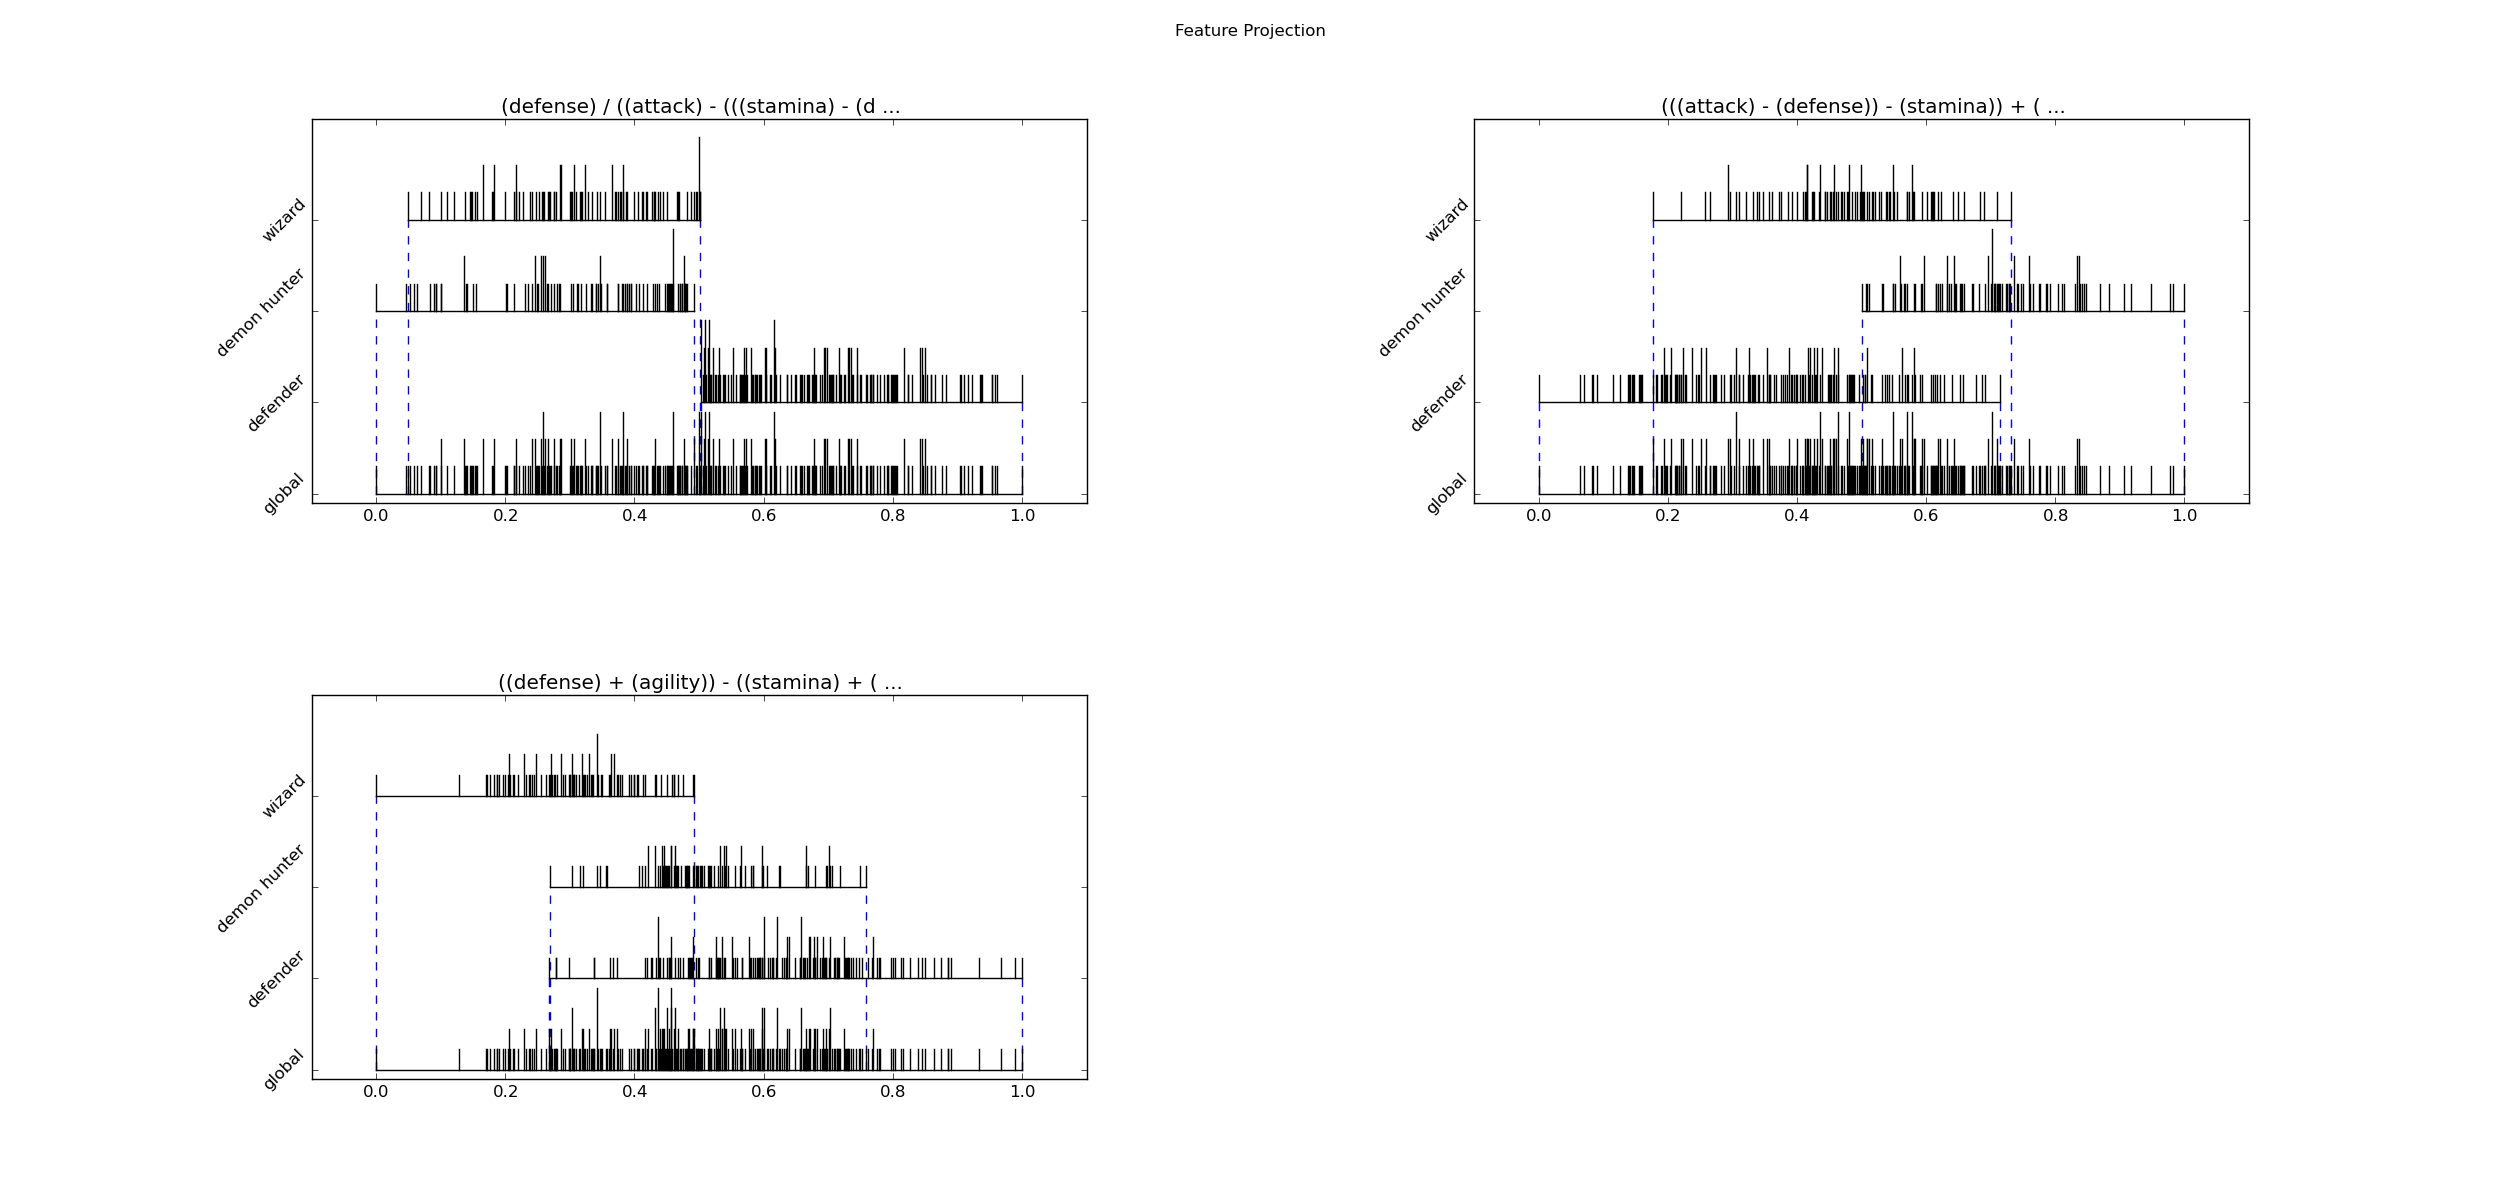 Feature Projection
(defense) / ((attack) - (((stamina) - (d ...
wizard
demon hunter
defender
global
0.0 0.2 0.4 0.6 0.8 1.0
(((attack) - (defense)) - (stamina)) + ( ...
wizard
demon hunter
defender
global
0.0 0.2 0.4 0.6 0.8 1.0
((defense) + (agility)) - ((stamina) + ( ...
wizard
demon hunter
defender
global
0.0 0.2 0.4 0.6 0.8 1.0